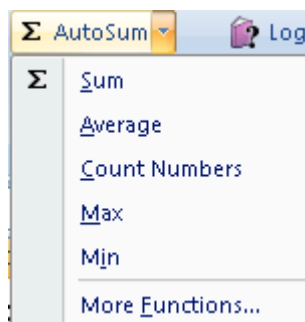 Σ AutoSum Log
Σ Sum
Average
Count Numbers
Max
Min
More Functions...